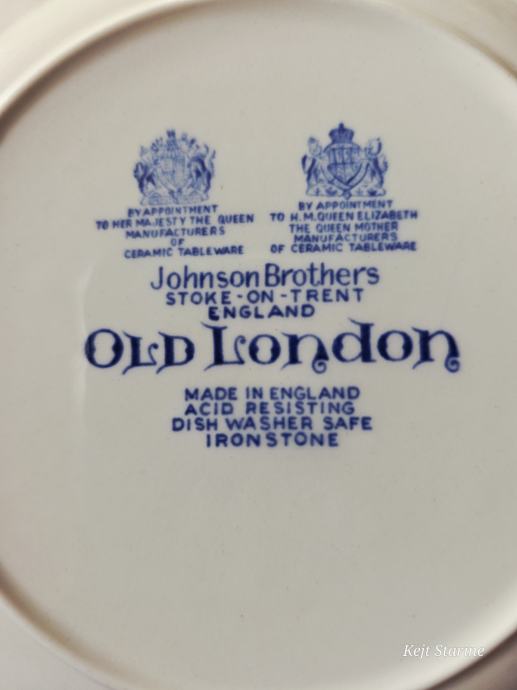 BY APPOINTMENT
TO HER MAJESTY THE QUEEN
MANUFACTURERS
OF
CERAMIC TABLEWARE
BY APPOINTMENT
TO H.M.QUEEN ELIZABETH
THE QUEEN MOTHER
MANUFACTURERS
OF CERAMIC TABLEWARE
Johnson Brothers
STOKE-ON-TRENT
ENGLAND
OLD London
MADE IN ENGLAND
ACID RESISTING
DISH WASHER SAFE
IRONSTONE
Kejt Starine